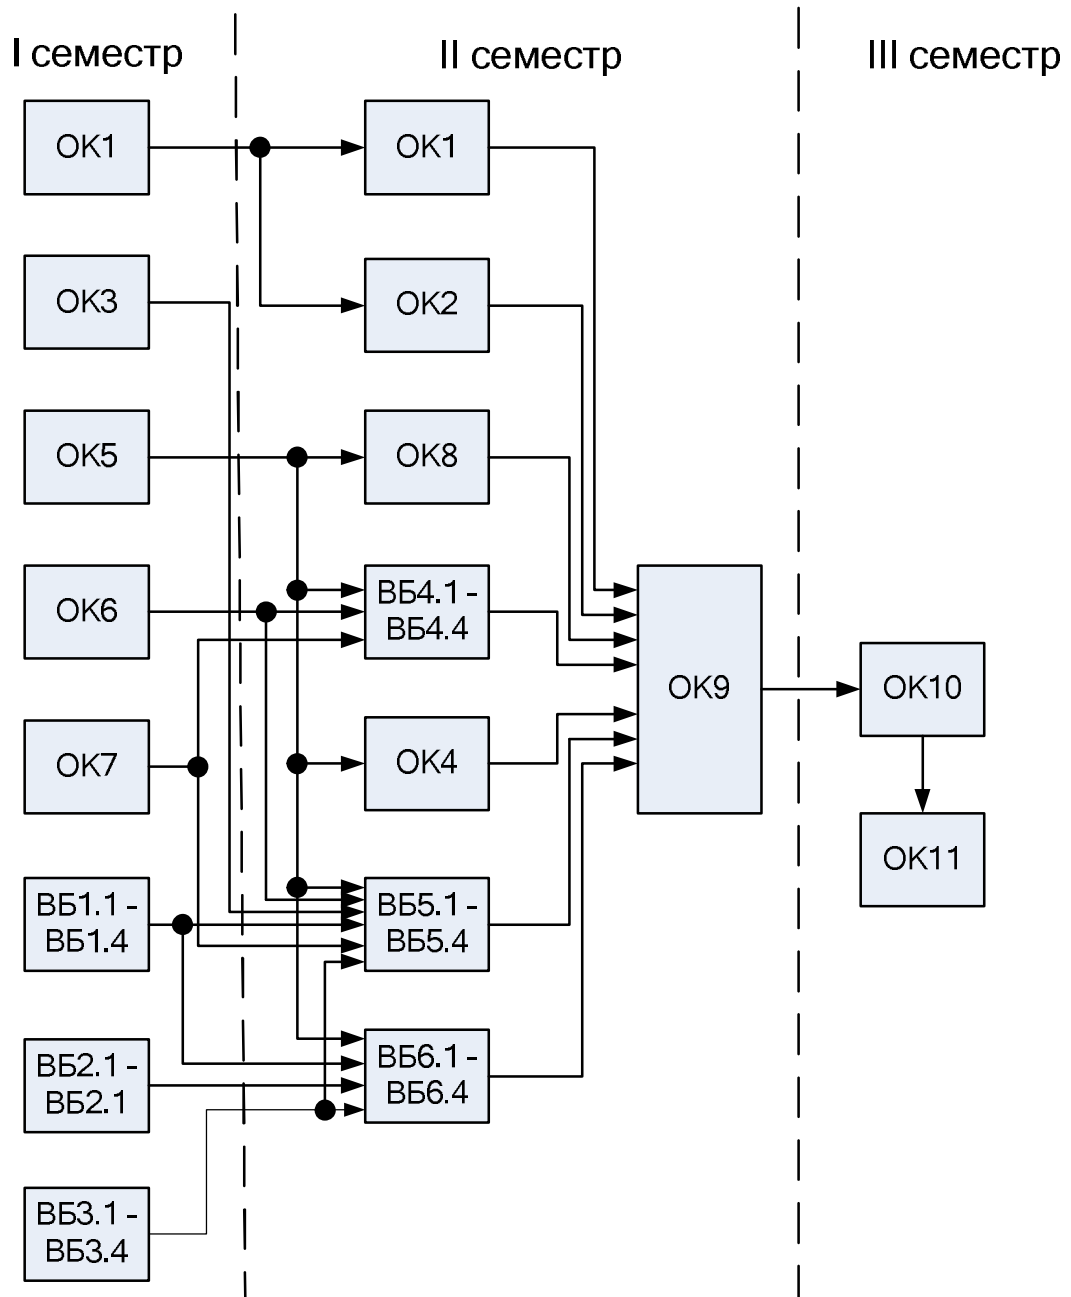 I семестр
II семестр
III семестр
ОК1
ОК3
ОК5
ОК6
ОК7
ВБ1.1 -
ВБ1.4
ВБ2.1 -
ВБ2.1
ВБ3.1 -
ВБ3.4
ОК1
ОК2
ОК8
ВБ4.1 -
ВБ4.4
ОК4
ВБ5.1 -
ВБ5.4
ВБ6.1 -
ВБ6.4
ОК9
ОК10
ОК11